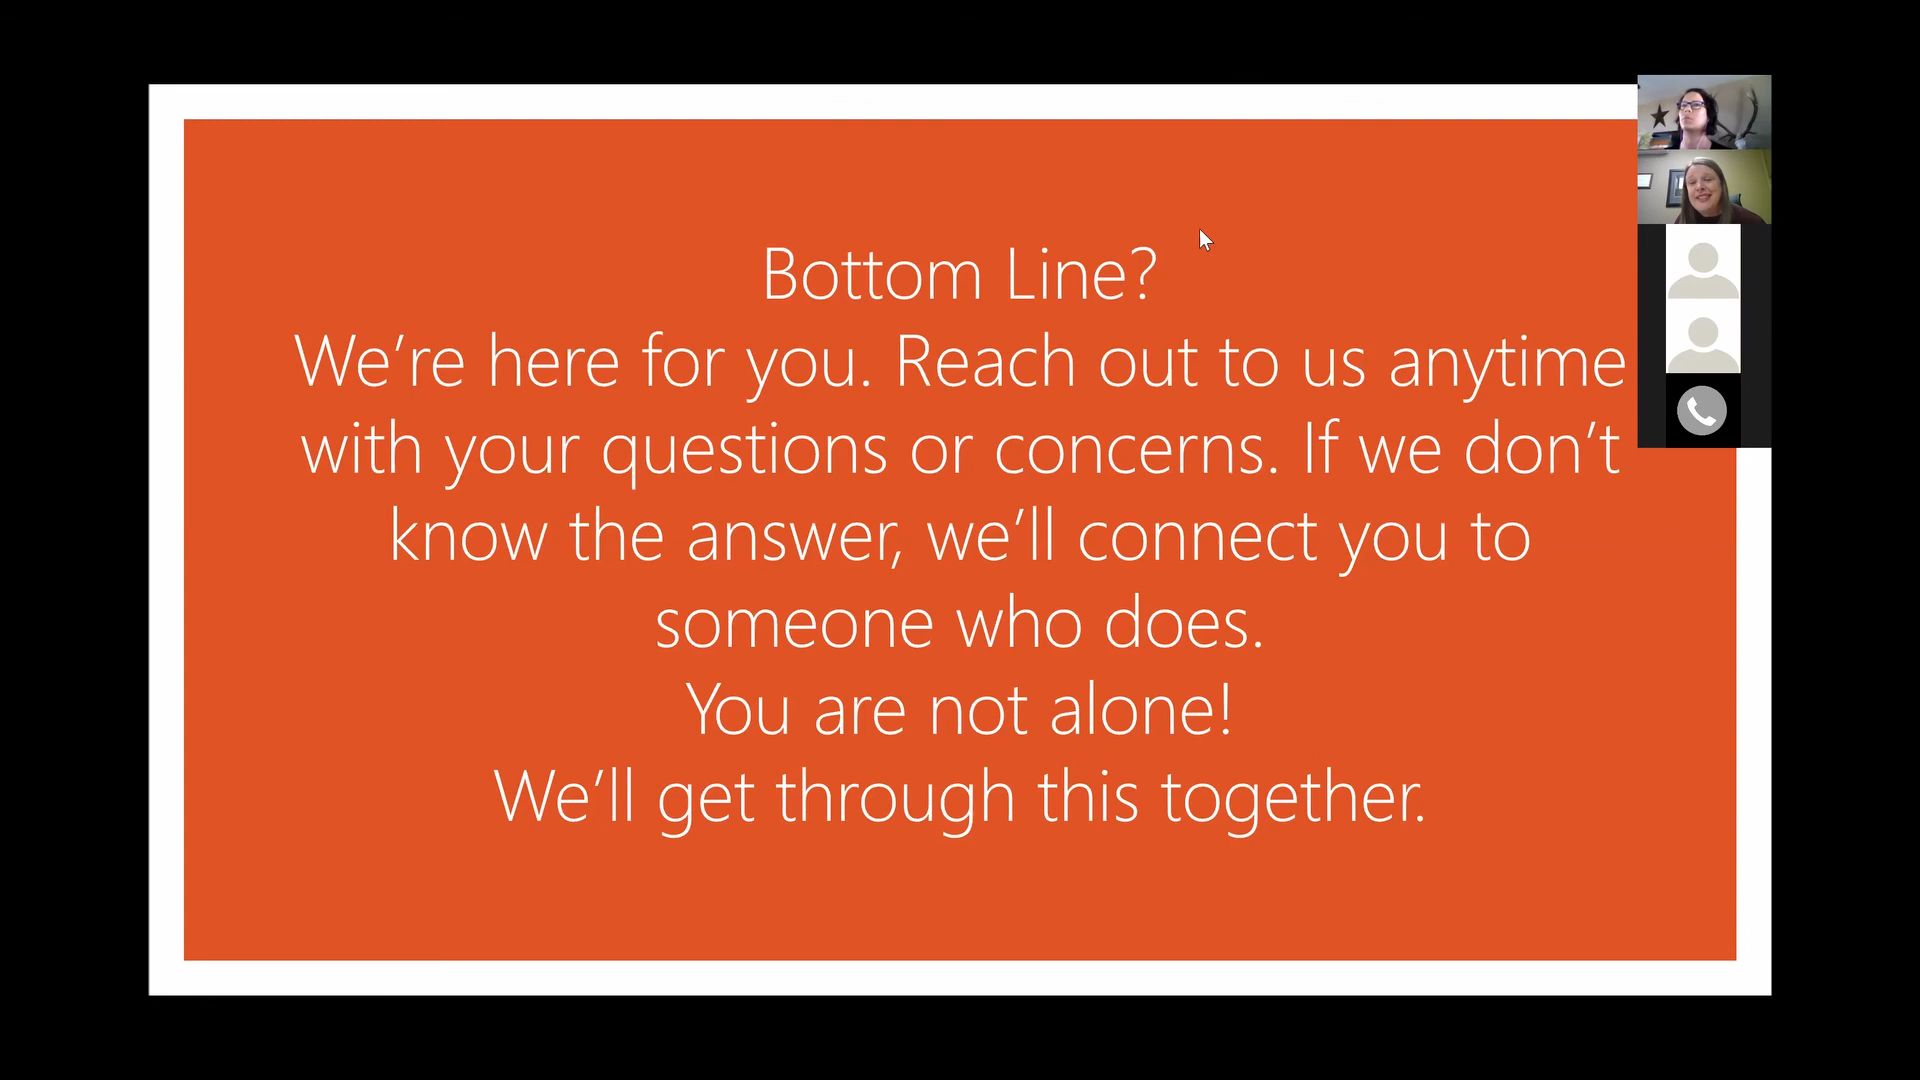 Bottom Line?
We’re here for you. Reach out to us anytime
with your questions or concerns. If we don’t
know the answer, we’ll connect you to
someone who does.
You are not alone!
We’ll get through this together.